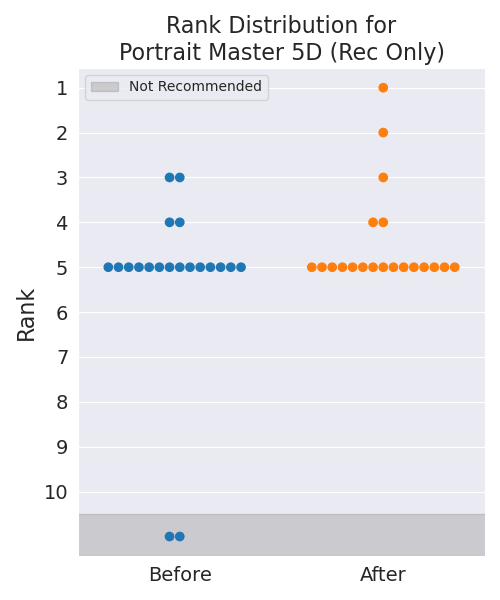 Rank Distribution for
Portrait Master 5D (Rec Only)
Not Recommended
Rank
1
2
3
4
5
6
7
8
9
10
Before After